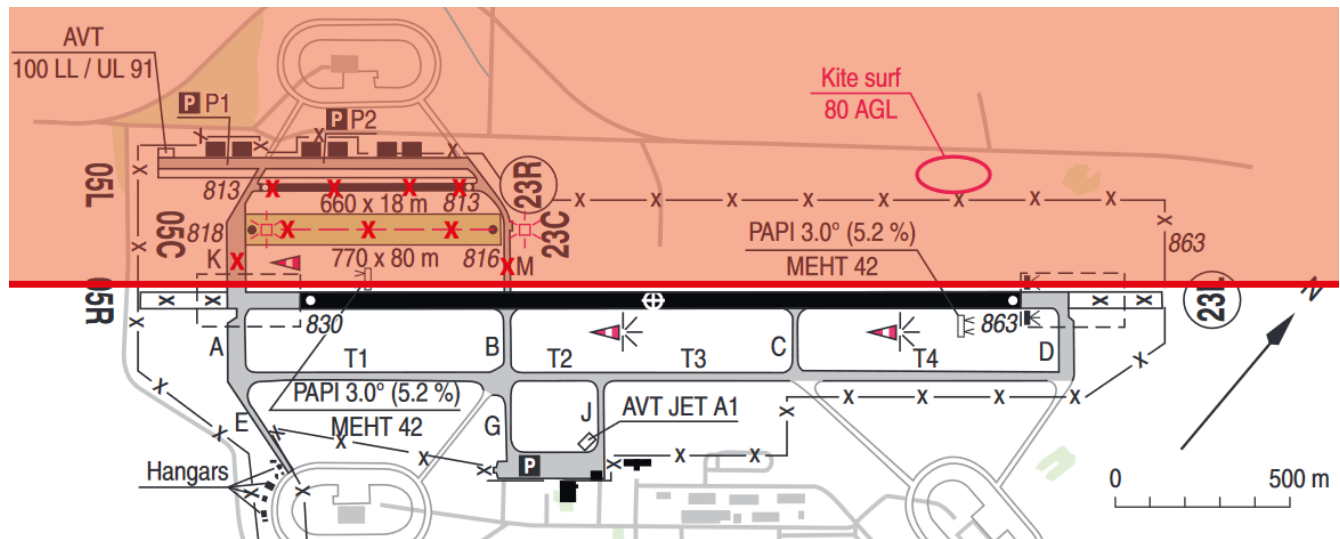 AVT
100 LL / UL 91
P P1
P P2
Kite surf
80 AGL
05L
813
660 x 18 m
813
23R
05C
818
23C
K
770 x 80 m
816
M
PAPI 3.0° (5.2 %)
MEHT 42
863
05R
830
863
23L
N
A
T1
B
T2
T3
C
T4
D
PAPI 3.0° (5.2 %)
MEHT 42
E
G
J
AVT JET A1
Hangars
P
0
500 m